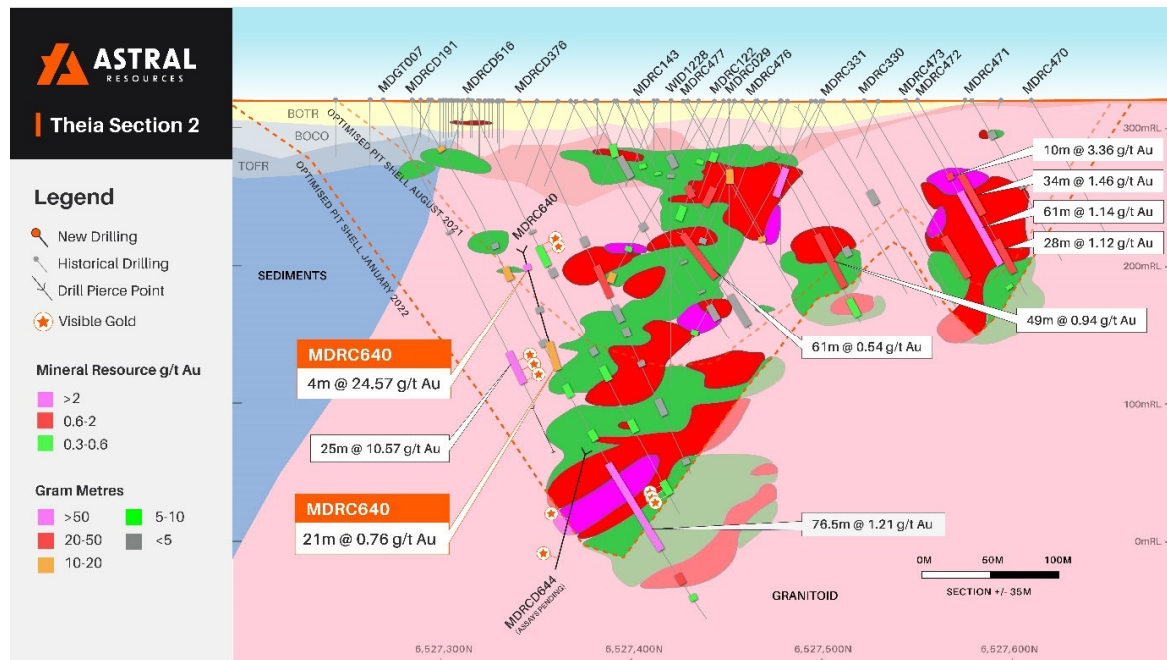 ASTRAL
RESOURCES
Theia Section 2
Legend
New Drilling
Historical Drilling
Drill Pierce Point
Visible Gold
Mineral Resource g/t Au
>2
0.6-2
0.3-0.6
Gram Metres
>50
5-10
20-50
<5
10-20
MDGT007
MDRCD191
MDRCD516
MDRCD376
MDRC143
WID1228
MDRC477
MDRC122
MDRC029
MDRC476
MDRC331
MDRC330
MDRC473
MDRC472
MDRC471
MDRC470
BOTR
BOCO
TOFR
300mRL
200mRL
100mRL
0mRL
OPTIMISED PIT SHELL AUGUST 2021
OPTIMISED PIT SHELL JANUARY 2022
SEDIMENTS
MDRC640
10m @ 3.36 g/t Au
34m @ 1.46 g/t Au
61m @ 1.14 g/t Au
28m @ 1.12 g/t Au
49m @ 0.94 g/t Au
61m @ 0.54 g/t Au
MDRC640
4m @ 24.57 g/t Au
25m @ 10.57 g/t Au
MDRC640
21m @ 0.76 g/t Au
76.5m @ 1.21 g/t Au
MDRCD644
(ASSAYS PENDING)
GRANITOID
0M
50M
100M
SECTION +/- 35M
6,527,300N
6,527,400N
6,527,500N
6,527,600N